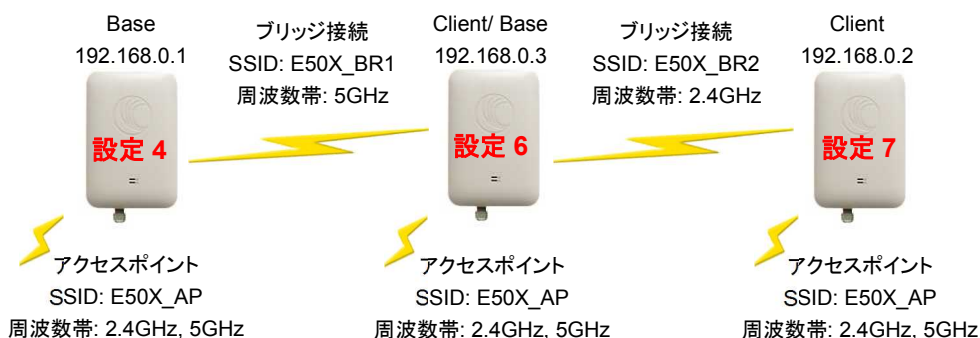 Base
192.168.0.1
ブリッジ接続
SSID: E50X_BR1
周波数帯: 5GHz
Client/ Base
192.168.0.3
ブリッジ接続
SSID: E50X_BR2
周波数帯: 2.4GHz
Client
192.168.0.2
設定 4
設定 6
設定 7
アクセスポイント
SSID: E50X_AP
周波数帯: 2.4GHz, 5GHz
アクセスポイント
SSID: E50X_AP
周波数帯: 2.4GHz, 5GHz
アクセスポイント
SSID: E50X_AP
周波数帯: 2.4GHz, 5GHz